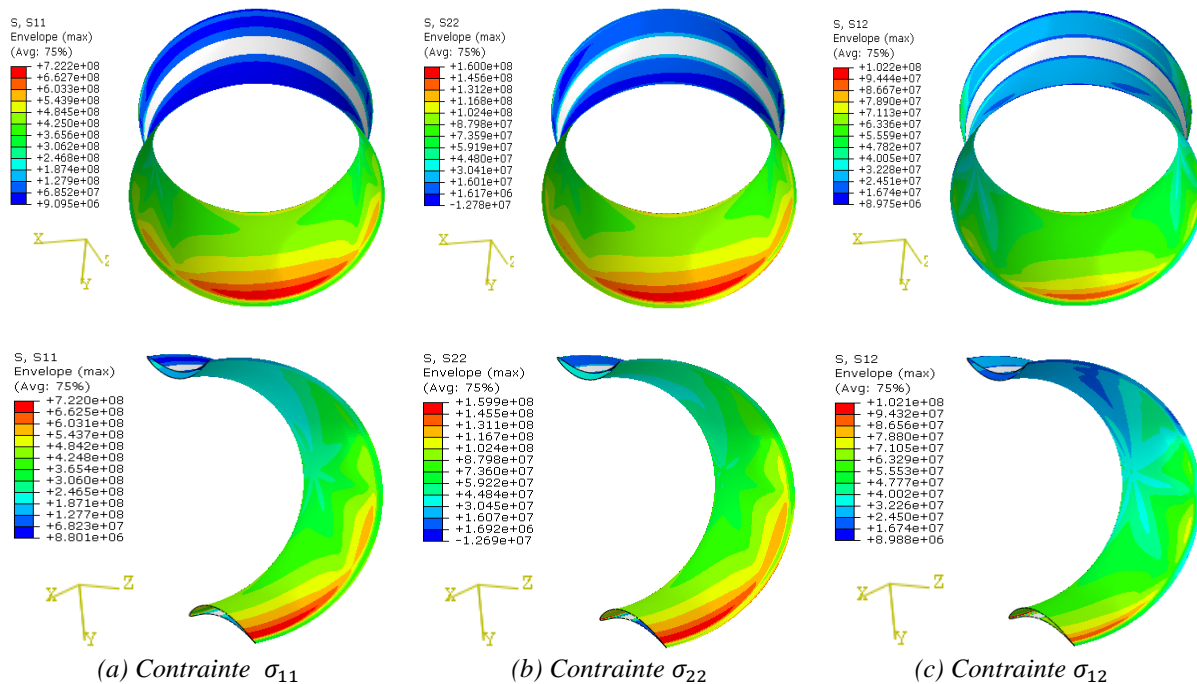 S, S11
Envelope (max)
(Avg: 75%)
+7.222e+08
+6.627e+08
+6.033e+08
+5.439e+08
+4.845e+08
+4.250e+08
+3.656e+08
+3.062e+08
+2.468e+08
+1.874e+08
+1.279e+08
+6.852e+07
+9.095e+06
X
Y
Z
S, S22
Envelope (max)
(Avg: 75%)
+1.600e+08
+1.456e+08
+1.312e+08
+1.168e+08
+1.024e+08
+8.798e+07
+7.359e+07
+5.919e+07
+4.480e+07
+3.041e+07
+1.601e+07
+1.617e+06
-1.278e+07
X
Y
Z
S, S12
Envelope (max)
(Avg: 75%)
+1.022e+08
+9.444e+07
+8.667e+07
+7.890e+07
+7.113e+07
+6.336e+07
+5.559e+07
+4.782e+07
+4.005e+07
+3.228e+07
+2.451e+07
+1.674e+07
+8.975e+06
X
Y
Z
S, S11
Envelope (max)
(Avg: 75%)
+7.220e+08
+6.625e+08
+6.031e+08
+5.437e+08
+4.842e+08
+4.248e+08
+3.654e+08
+3.060e+08
+2.465e+08
+1.871e+08
+1.277e+08
+6.823e+07
+8.801e+06
X
Y
Z
S, S22
Envelope (max)
(Avg: 75%)
+1.599e+08
+1.455e+08
+1.311e+08
+1.167e+08
+1.024e+08
+8.798e+07
+7.360e+07
+5.922e+07
+4.484e+07
+3.045e+07
+1.607e+07
+1.692e+06
-1.269e+07
X
Y
Z
S, S12
Envelope (max)
(Avg: 75%)
+1.021e+08
+9.432e+07
+8.656e+07
+7.880e+07
+7.105e+07
+6.329e+07
+5.553e+07
+4.777e+07
+4.002e+07
+3.226e+07
+2.450e+07
+1.674e+07
+8.988e+06
X
Y
Z
(a) Contrainte σ₁₁
(b) Contrainte σ₂₂
(c) Contrainte σ₁₂